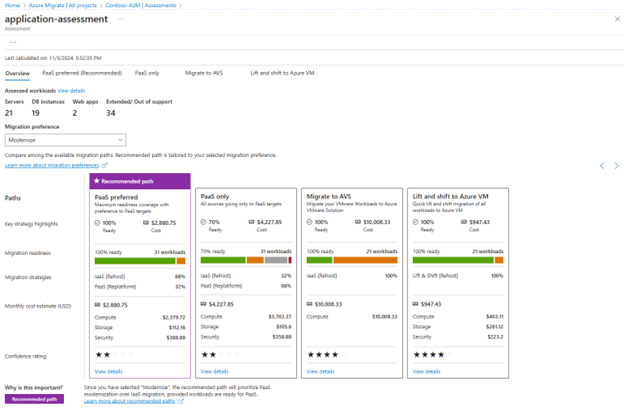 Home > Azure Migrate | All projects > Contoso-AzM | Assessments >
application-assessment ...
Assessment
...
Last calculated on: 11/5/2024, 5:52:35 PM
Overview PaaS preferred (Recommended) PaaS only Migrate to AVS Lift and shift to Azure VM
Assessed workloads View details
Servers DB instances Web apps Extended/ Out of support
21 19 2 34
Migration preference
Modernize
Compare among the available migration paths. Recommended path is tailored to your selected migration preference.
Learn more about migration preferences
Recommended path
Paths
PaaS preferred
Maximum readiness coverage with
preference to PaaS targets
PaaS only
All sources going only to PaaS targets
Migrate to AVS
Migrate your VMware Workloads to Azure
VMware Solution
Lift and shift to Azure VM
Quick lift and shift migration of all
workloads to Azure VM
Key strategy highlights
100% $2,880.75
Ready Cost
70% $4,227.85
Ready Cost
100% $10,008.33
Ready Cost
100% $947.43
Ready Cost
Migration readiness
100% ready 31 workloads
70% ready 31 workloads
100% ready 21 workloads
100% ready 21 workloads
Migration strategies
IaaS [Rehost] 68%
PaaS [Replatform] 32%
IaaS [Rehost] 32%
PaaS [Replatform] 68%
IaaS [Rehost] 100%
Lift & Shift [Rehost] 100%
Monthly cost estimate (USD)
$2,880.75
Compute $2,379.72
Storage $112.16
Security $388.88
$4,227.85
Compute $3,763.37
Storage $105.6
Security $358.88
$10,008.33
Compute $10,008.33
$947.43
Compute $463.11
Storage $261.12
Security $223.2
Confidence rating
View details
View details
View details
View details
Why is this important?
Recommended path
Since you have selected "Modernize", the recommended path will prioritize PaaS
modernization over IaaS migration, provided workloads are ready for PaaS.
Learn more about recommended paths